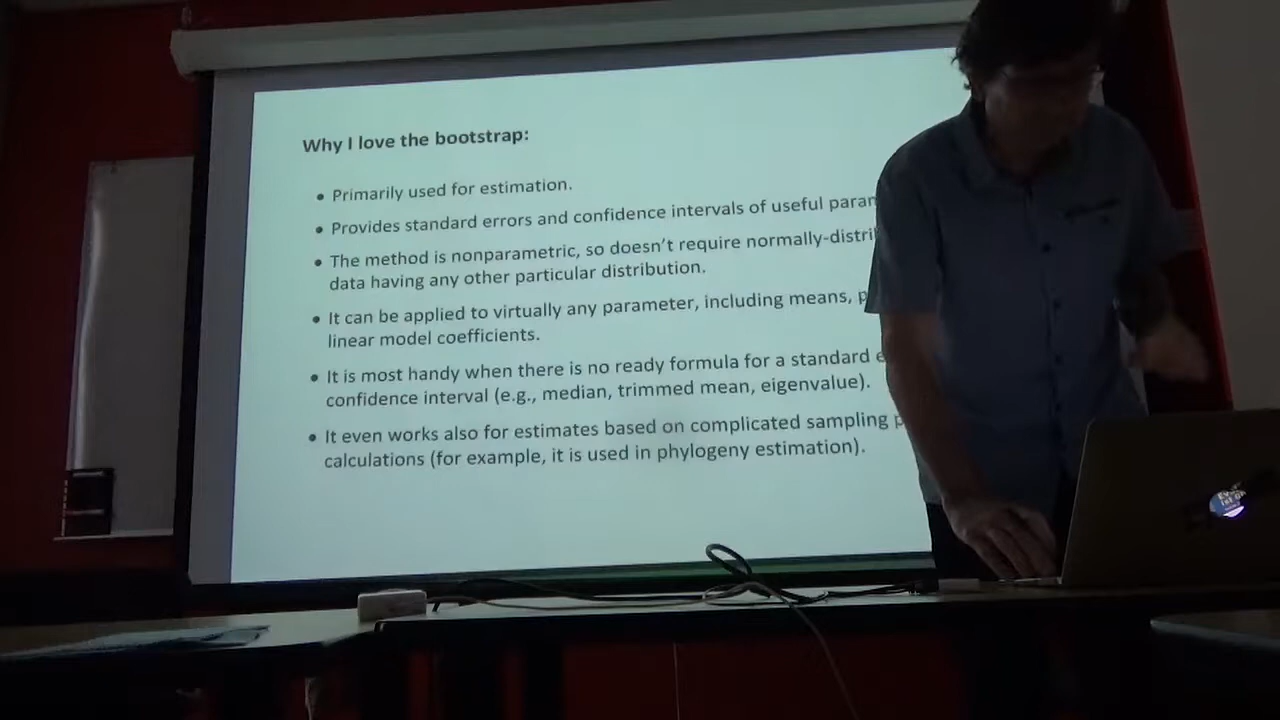 Why I love the bootstrap:
• Primarily used for estimation.
• Provides standard errors and confidence intervals of useful param
• The method is nonparametric, so doesn't require normally-distri
data having any other particular distribution.
• It can be applied to virtually any parameter, including means, p
linear model coefficients.
• It is most handy when there is no ready formula for a standard e
confidence interval (e.g., median, trimmed mean, eigenvalue).
• It even works also for estimates based on complicated sampling p
calculations (for example, it is used in phylogeny estimation).